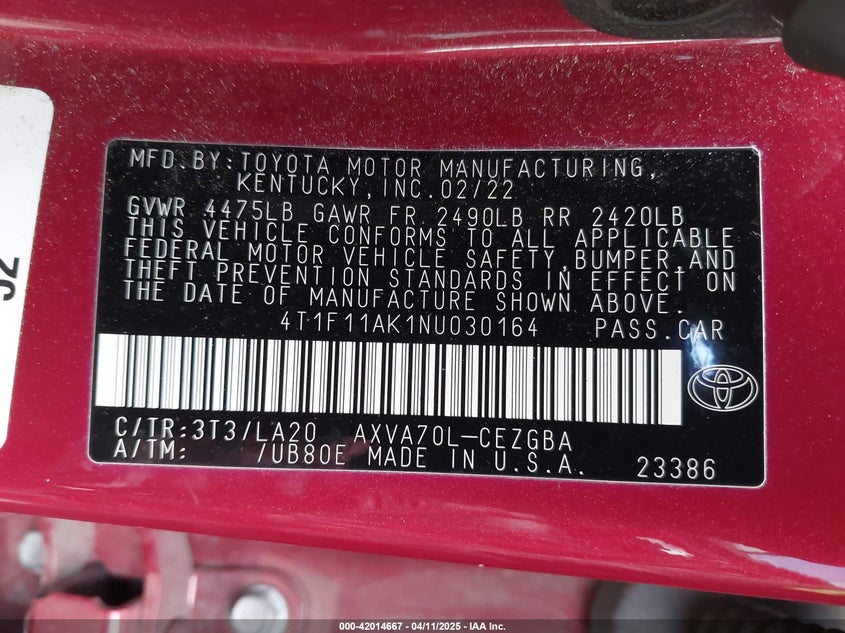 MFD.BY:TOYOTA MOTOR MANUFACTURING,
KENTUCKY,INC.02/22
GVWR 4475LB GAWR FR 2490LB RR 2420LB
THIS VEHICLE CONFORMS TO ALL APPLICABLE
FEDERAL MOTOR VEHICLE SAFETY,BUMPER,AND
THEFT PREVENTION STANDARDS IN EFFECT ON
THE DATE OF MANUFACTURE SHOWN ABOVE.
4T1F11AK1NU030164 PASS.CAR
C/TR:3T3/LA20 AXVA70L-CEZGBA
A/TM: /UB80E MADE IN U.S.A. 23386
000-42014667 - 04/11/2025 - IAA Inc.